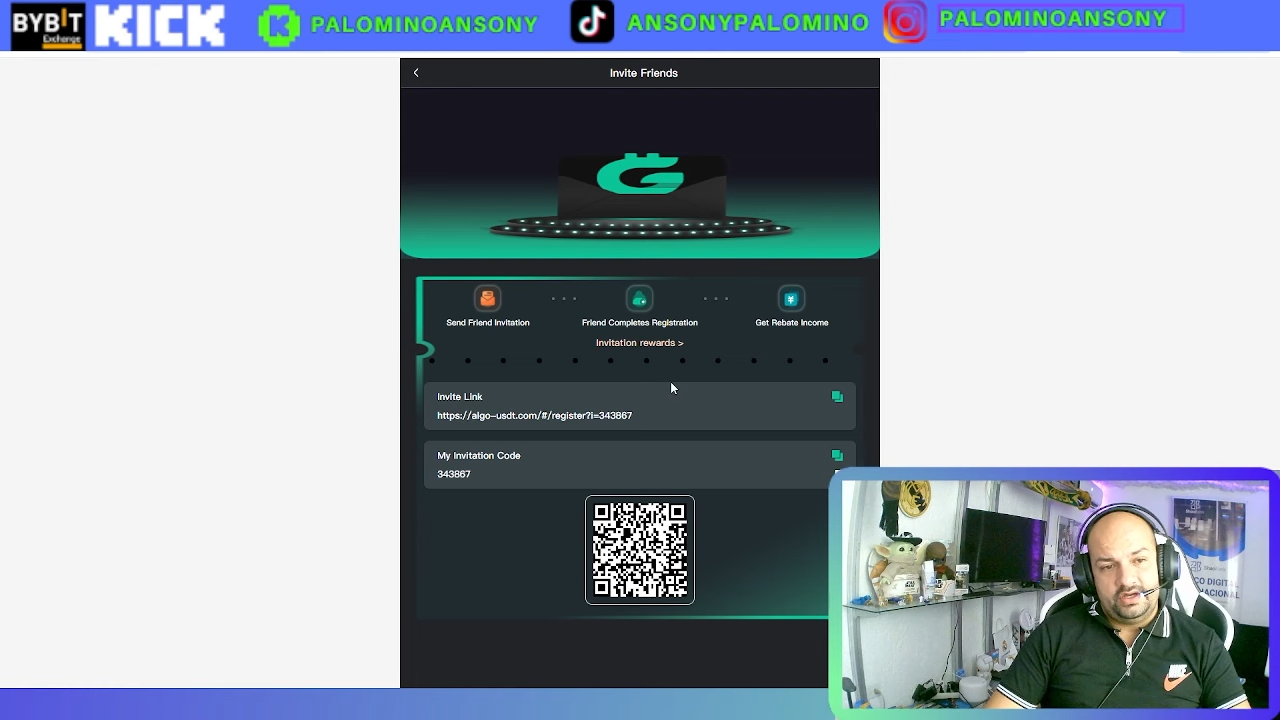 BYBIT
Exchange
KICK
PALOMINOANSONY
ANSONYPALOMINO
PALOMINOANSONY
Invite Friends
Send Friend Invitation
Friend Completes Registration
Get Rebate Income
Invitation rewards >
Invite Link
https://algo-usdt.com/#/register?i=343867
My Invitation Code
343867